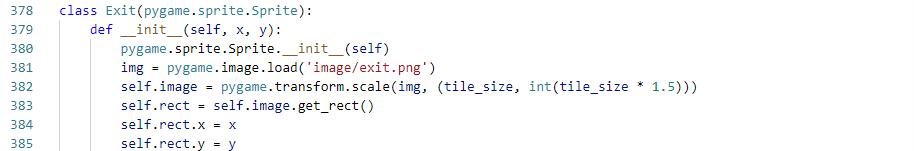 378 class Exit(pygame.sprite.Sprite):
379     def __init__(self, x, y):
380         pygame.sprite.Sprite.__init__(self)
381         img = pygame.image.load('image/exit.png')
382         self.image = pygame.transform.scale(img, (tile_size, int(tile_size * 1.5)))
383         self.rect = self.image.get_rect()
384         self.rect.x = x
385         self.rect.y = y